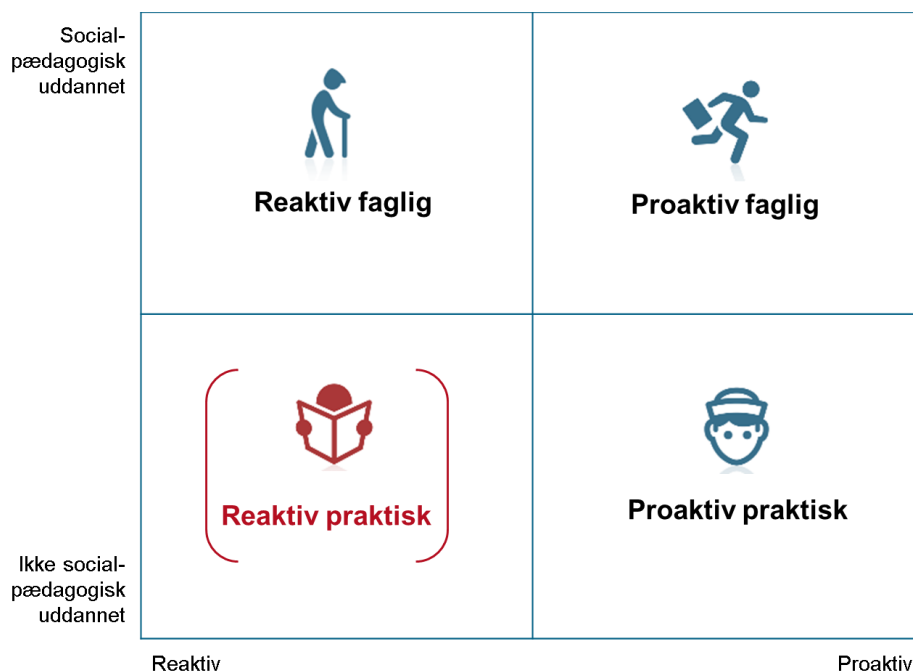 Social-
pædagogisk
uddannet
Reaktiv faglig
Proaktiv faglig
Reaktiv praktisk
Proaktiv praktisk
Ikke social-
pædagogisk
uddannet
Reaktiv
Proaktiv